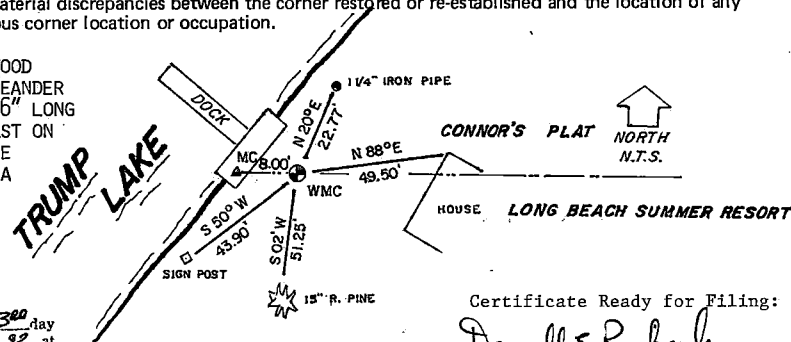 aterial discrepancies between the corner restored or re-established and the location of any
ous corner location or occupation.
OOD
EANDER
6" LONG
ST ON
E
A
TRUMP
LAKE
DOCK
MC
8.00'
WMC
1 1/4" IRON PIPE
N 20° E
22.77'
N 88° E
49.50'
CONNOR'S PLAT
NORTH
N.T.S.
HOUSE
LONG BEACH SUMMER RESORT
S 50° W
43.90'
S 02° W
51.25'
SIGN POST
15" R. PINE
day
at
Certificate Ready for Filing: